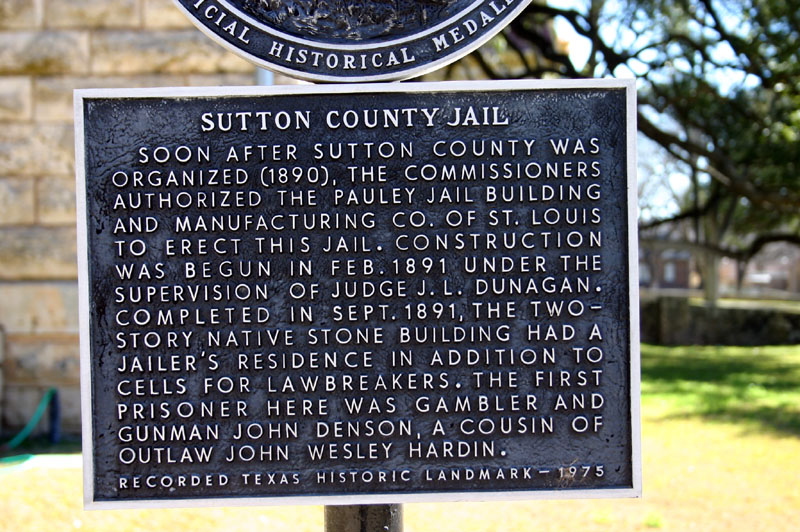 OFFICIAL HISTORICAL MEDALLION
SUTTON COUNTY JAIL
SOON AFTER SUTTON COUNTY WAS
ORGANIZED (1890), THE COMMISSIONERS
AUTHORIZED THE PAULEY JAIL BUILDING
AND MANUFACTURING CO. OF ST. LOUIS
TO ERECT THIS JAIL. CONSTRUCTION
WAS BEGUN IN FEB. 1891 UNDER THE
SUPERVISION OF JUDGE J. L. DUNAGAN.
COMPLETED IN SEPT. 1891, THE TWO-
STORY NATIVE STONE BUILDING HAD A
JAILER'S RESIDENCE IN ADDITION TO
CELLS FOR LAWBREAKERS. THE FIRST
PRISONER HERE WAS GAMBLER AND
GUNMAN JOHN DENSON, A COUSIN OF
OUTLAW JOHN WESLEY HARDIN.
RECORDED TEXAS HISTORIC LANDMARK - 1975